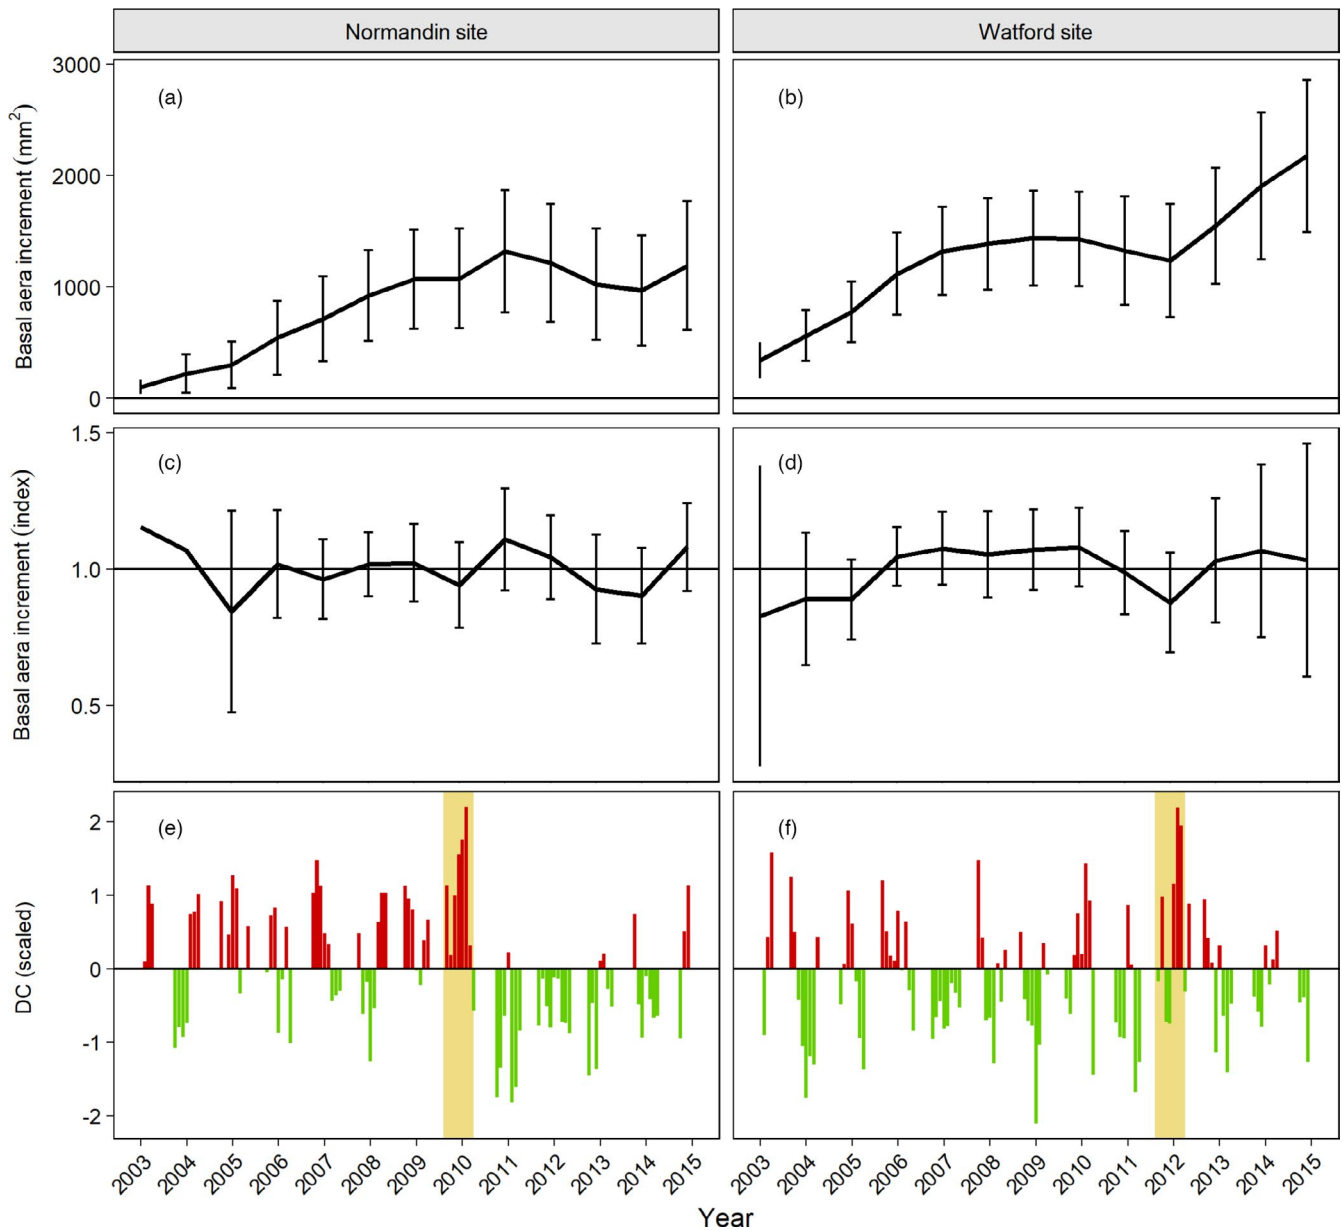 Normandin site
Watford site
Basal aera increment (mm²)
3000
2000
1000
0
(a)
(b)
Basal aera increment (index)
1.5
1.0
0.5
(c)
(d)
DC (scaled)
2
1
0
-1
-2
(e)
(f)
2003 2004 2005 2006 2007 2008 2009 2010 2011 2012 2013 2014 2015
2003 2004 2005 2006 2007 2008 2009 2010 2011 2012 2013 2014 2015
Year